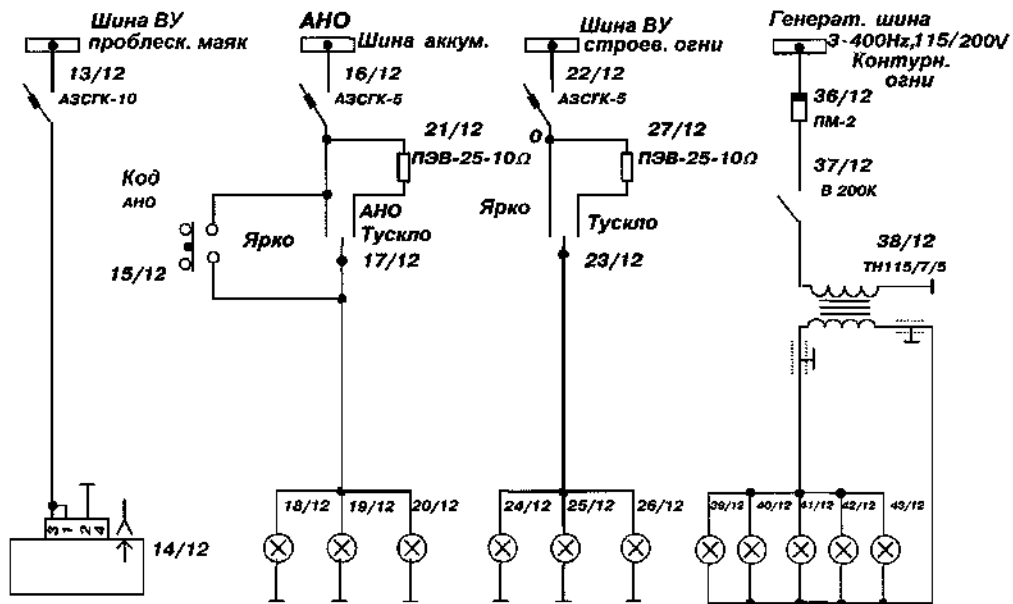 Шина ВУ
проблеск. маяк
13/12
АЗСГК-10
3 1 2 4
14/12
АНО
Шина аккум.
16/12
АЗСГК-5
21/12
ПЭВ-25-10Ω
Код
АНО
Ярко
АНО
Тускло
15/12
17/12
18/12 19/12 20/12
Шина ВУ
строев. огни
22/12
АЗСГК-5
О
27/12
ПЭВ-25-10Ω
Ярко
Тускло
23/12
24/12 25/12 26/12
Генерат. шина
3~400Hz,115/200V
Контурн.
огни
36/12
ПМ-2
37/12
В 200К
38/12
ТН115/7/5
39/12 40/12 41/12 42/12 43/12